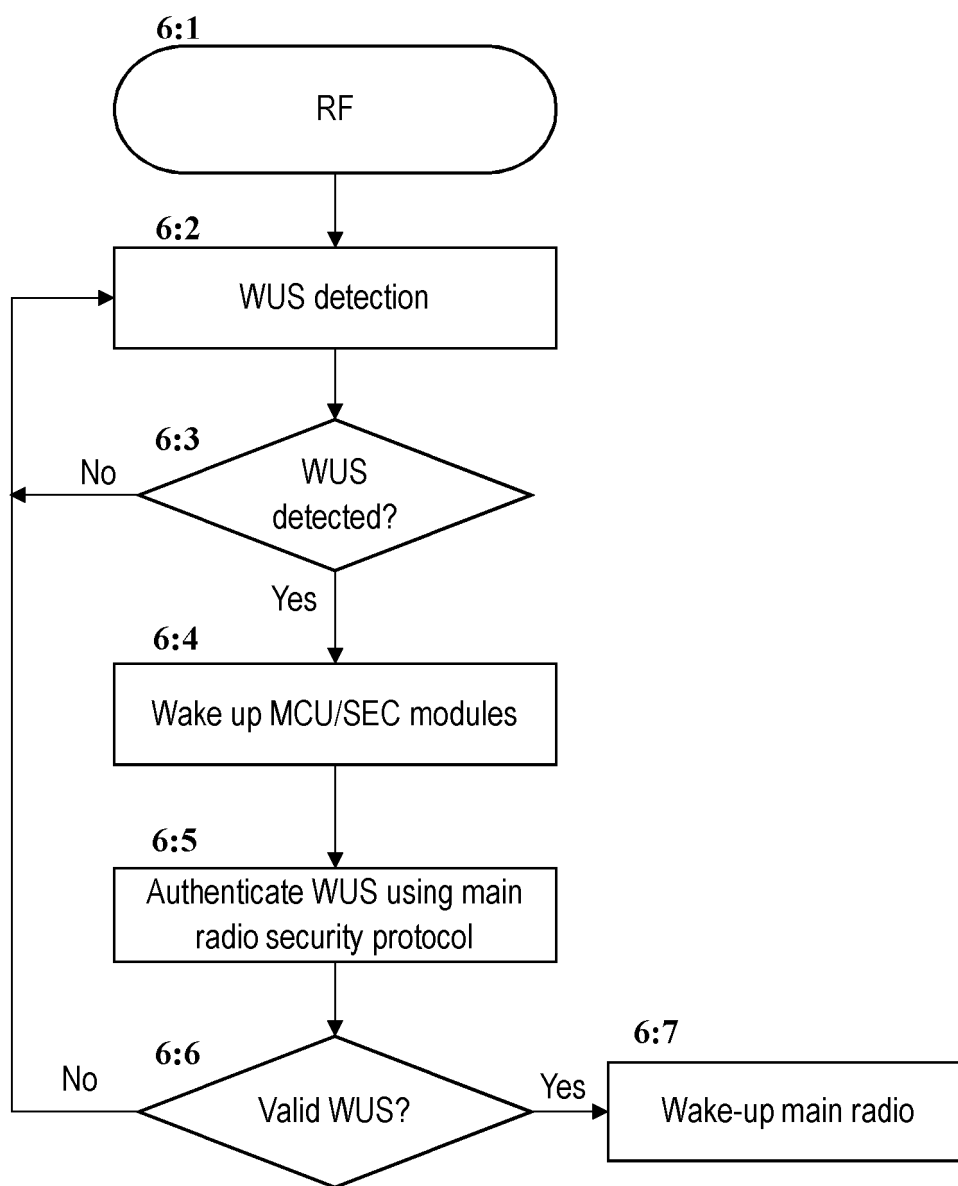 6:1
RF
6:2
WUS detection
6:3
WUS
detected?
No
Yes
6:4
Wake up MCU/SEC modules
6:5
Authenticate WUS using main
radio security protocol
6:6
Valid WUS?
No
Yes
6:7
Wake-up main radio